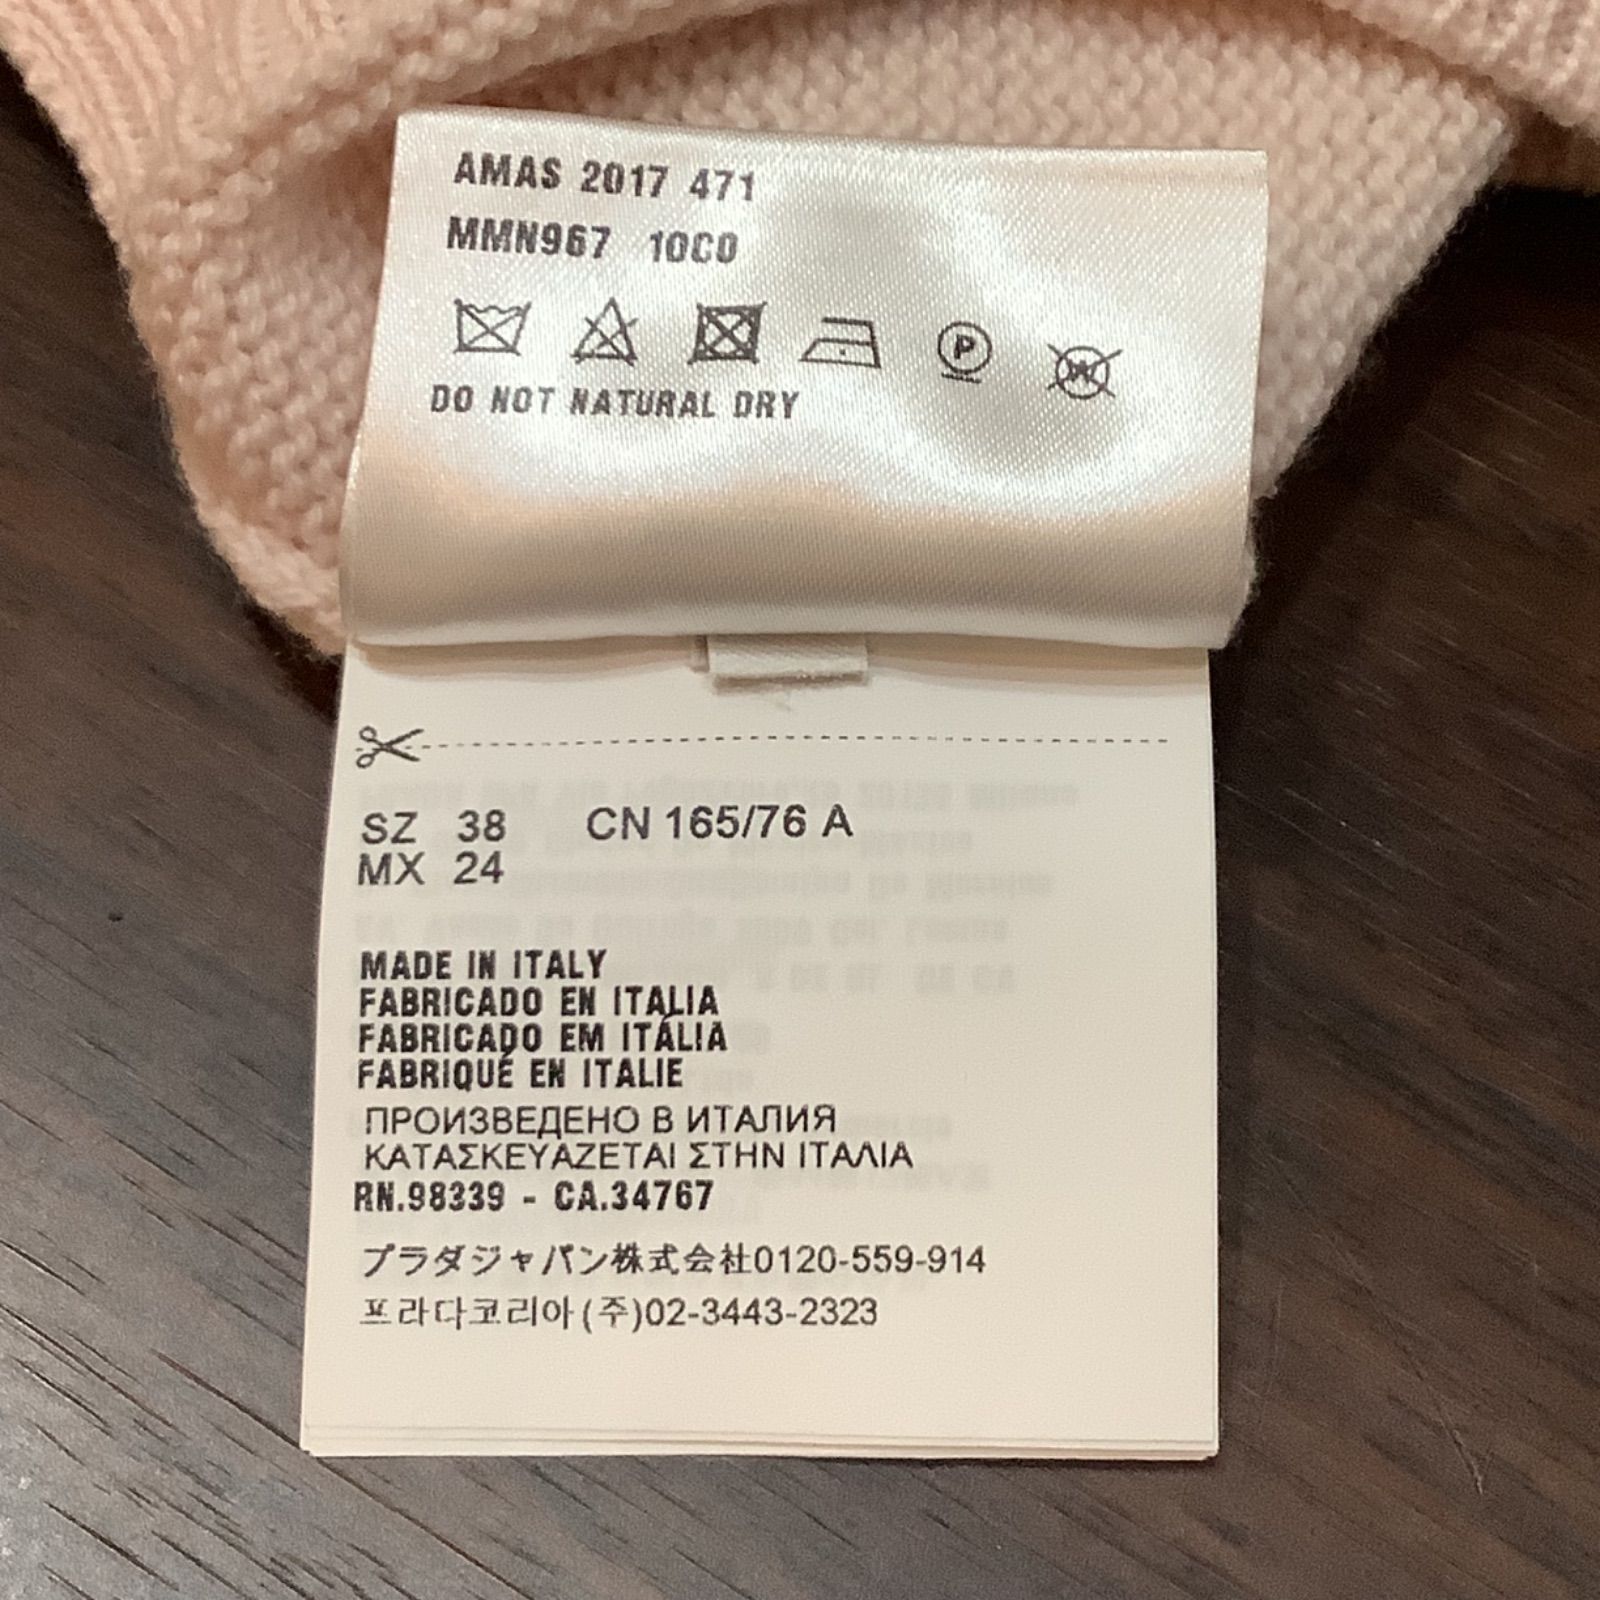 AMAS 2017 471
MMN967 10C0
P W
DO NOT NATURAL DRY
SZ 38 CN 165/76 A
MX 24
MADE IN ITALY
FABRICADO EN ITALIA
FABRICADO EM ITÁLIA
FABRIQUÉ EN ITALIE
ПРОИЗВЕДЕНО В ИТАЛИЯ
ΚΑΤΑΣΚΕΥΑΖΕΤΑΙ ΣΤΗΝ ΙΤΑΛΙΑ
RN.98339 - CA.34767
プラダジャパン株式会社0120-559-914
프라다코리아(주)02-3443-2323